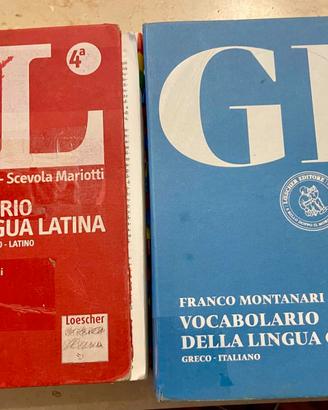 L
4ª
- Scevola Mariotti
RIO
GUA LATINA
O - LATINO
i
Loescher
GI
LOESCHER EDITORE
FRANCO MONTANARI
VOCABOLARIO
DELLA LINGUA G
GRECO - ITALIANO